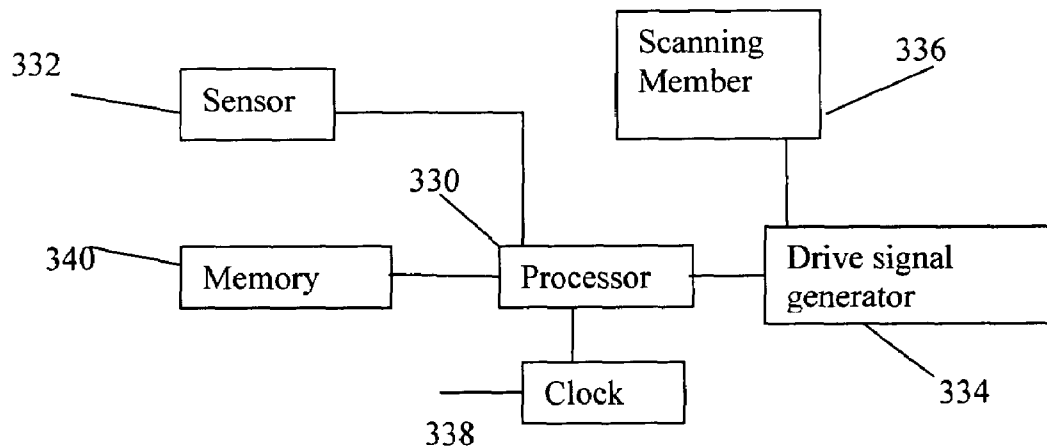 Scanning
Member
336
332
Sensor
330
340
Memory
Processor
Drive signal
generator
334
Clock
338